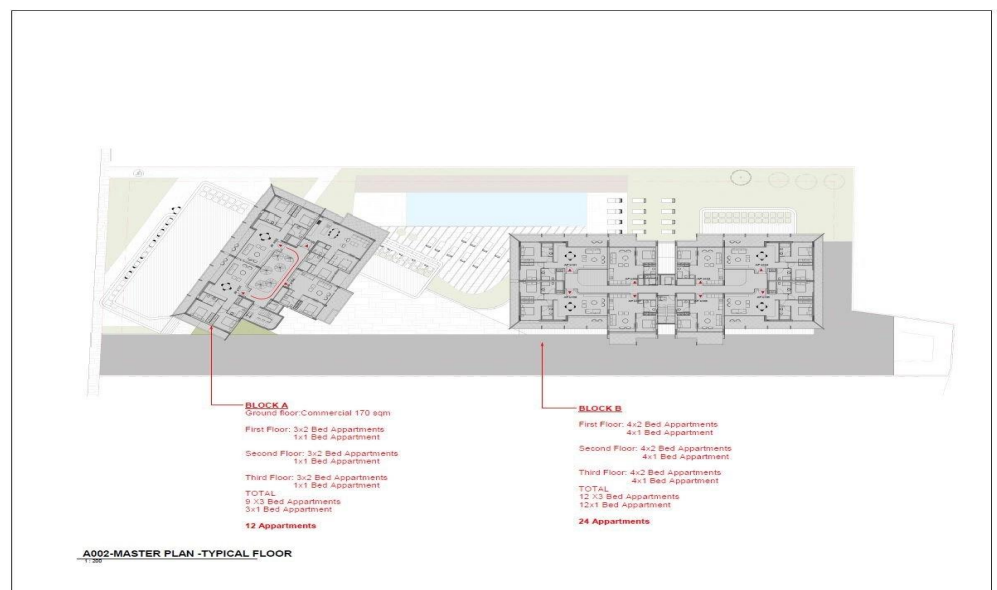 BLOCK A
Ground floor:Commercial 170 sqm
First Floor: 3x2 Bed Appartments
1x1 Bed Appartment
Second Floor: 3x2 Bed Appartments
1x1 Bed Appartment
Third Floor: 3x2 Bed Appartments
1x1 Bed Appartment
TOTAL
9 X3 Bed Appartments
3x1 Bed Appartment
12 Appartments
BLOCK B
First Floor: 4x2 Bed Appartments
4x1 Bed Appartment
Second Floor: 4x2 Bed Appartments
4x1 Bed Appartment
Third Floor: 4x2 Bed Appartments
4x1 Bed Appartment
TOTAL
12 X3 Bed Appartments
12x1 Bed Appartment
24 Appartments
A002-MASTER PLAN -TYPICAL FLOOR